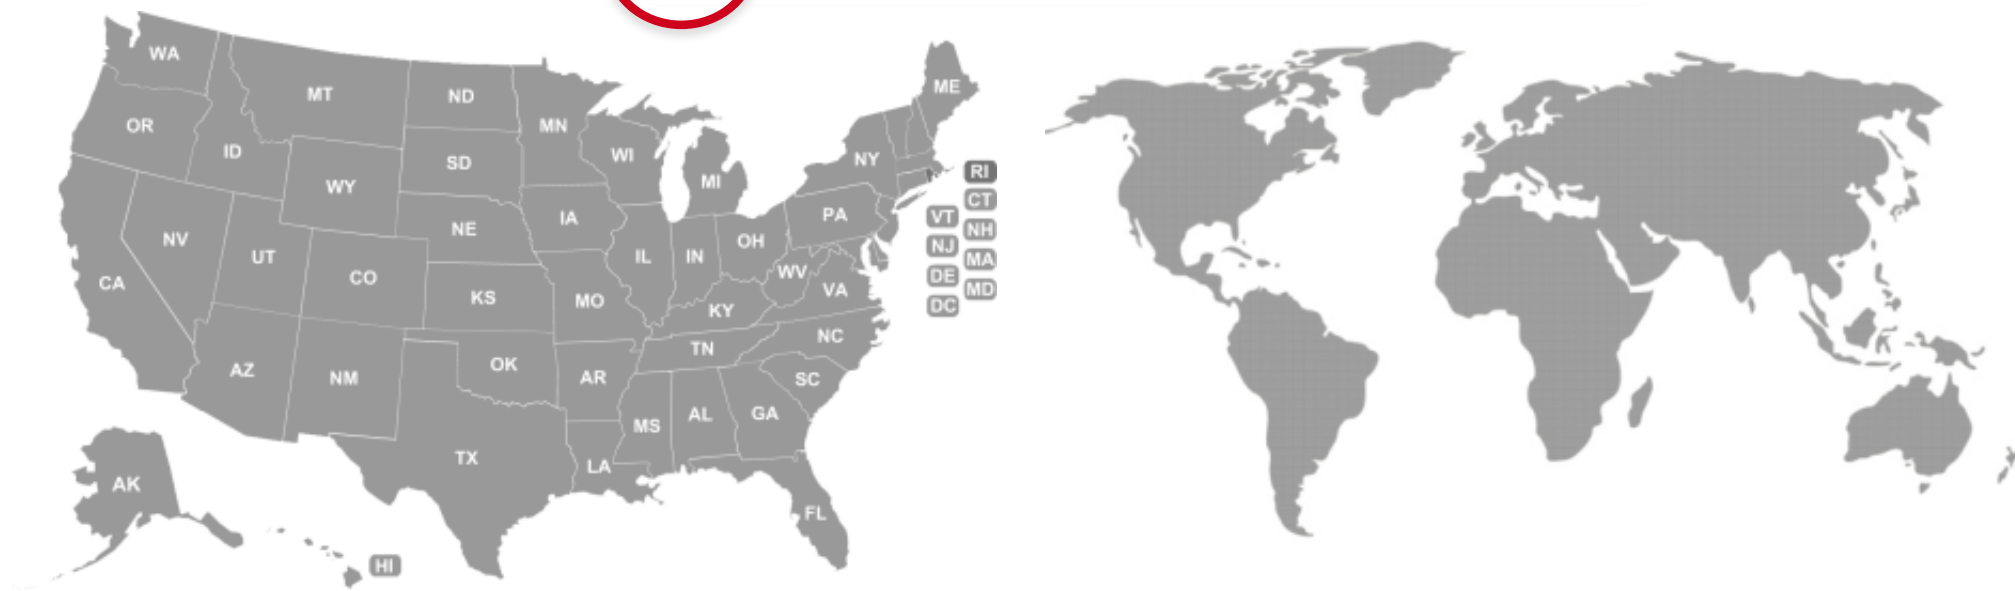 WA
MT
ND
ME
OR
MN
ID
WI
NY
SD
WY
MI
RI
CT
IA
PA
VT
NE
NH
NV
OH
NJ
UT
IL
IN
MA
CO
WV
DE
CA
VA
MD
KS
MO
DC
KY
NC
TN
OK
AZ
NM
AR
SC
AL
GA
MS
TX
LA
AK
FL
HI